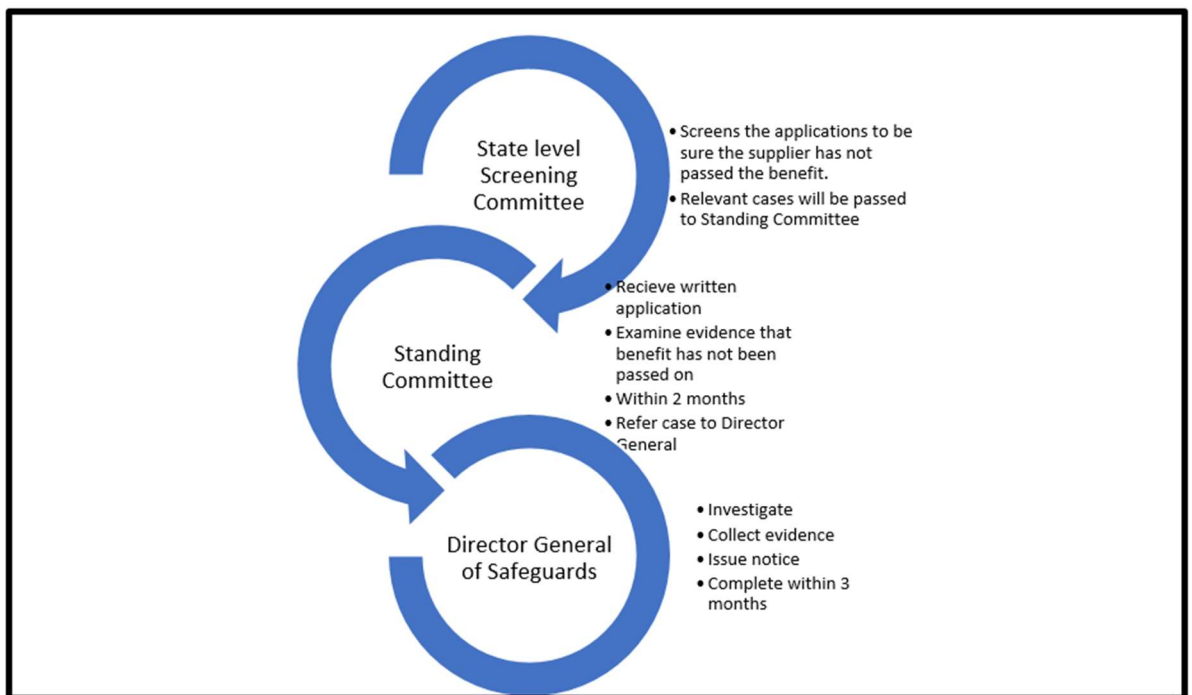 State level
Screening
Committee
• Screens the applications to be
sure the supplier has not
passed the benefit.
• Relevant cases will be passed
to Standing Committee
Standing
Committee
• Recieve written
application
• Examine evidence that
benefit has not been
passed on
• Within 2 months
• Refer case to Director
General
Director General
of Safeguards
• Investigate
• Collect evidence
• Issue notice
• Complete within 3
months